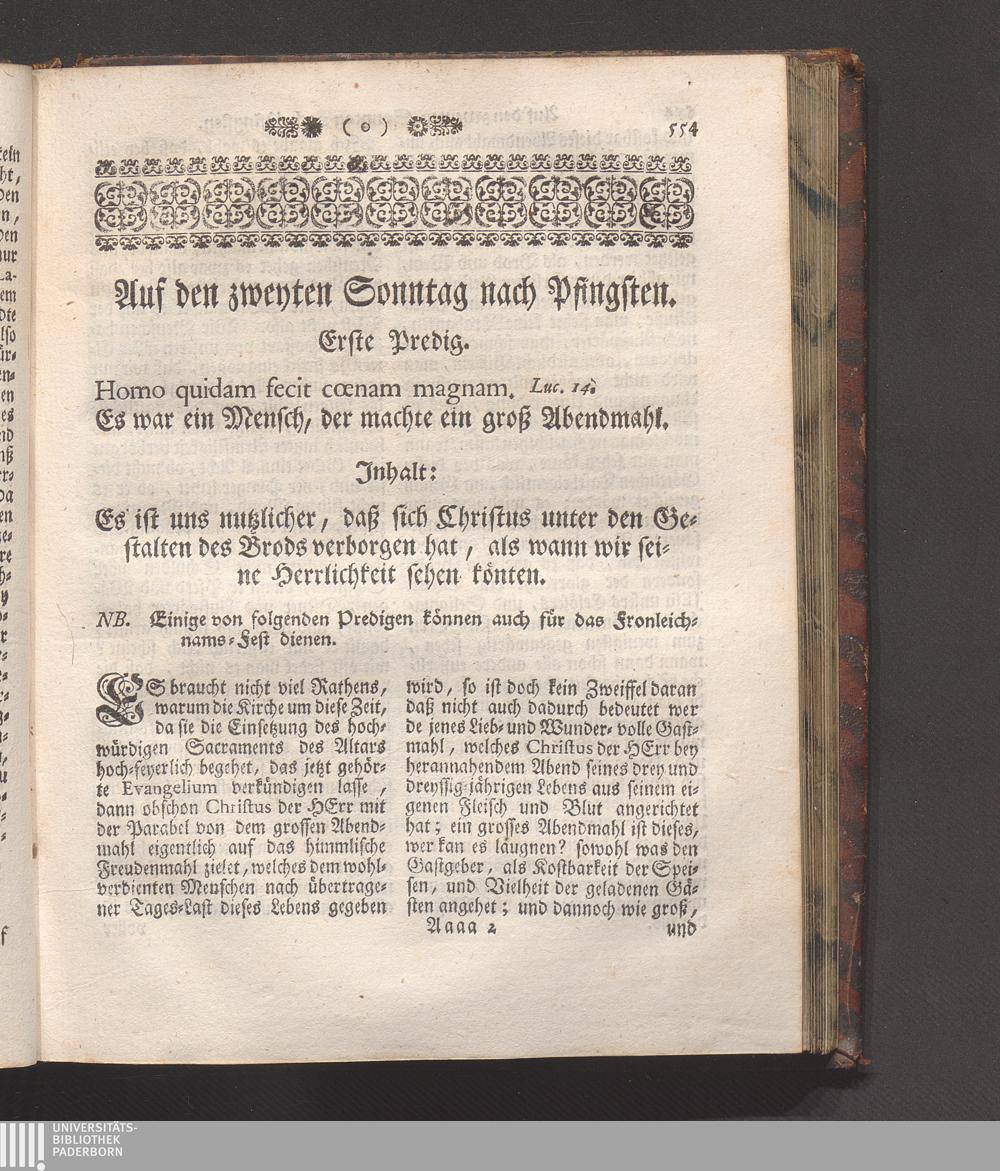 ( o )
554
Auf den zweyten Sonntag nach Pfingsten.
Erste Predig.
Homo quidam fecit cœnam magnam. Luc. 14.
Es war ein Mensch, der machte ein groß Abendmahl.
Inhalt:
Es ist uns nutzlicher, daß sich Christus unter den Ge-
stalten des Brods verborgen hat, als wann wir sei-
ne Herrlichkeit sehen könten.
NB. Einige von folgenden Predigen können auch für das Fronleich-
nams-Fest dienen.
ES braucht nicht viel Rathens,
warum die Kirche um diese Zeit,
da sie die Einsetzung des hoch-
würdigen Sacraments des Altars
hoch-feyerlich begehet, das jetzt gehör-
te Evangelium verkündigen lasse,
dann obschon Christus der HErr mit
der Parabel von dem grossen Abend-
mahl eigentlich auf das himmlische
Freudenmahl zielet, welches dem wohl-
verdienten Menschen nach übertrage-
ner Tages-Last dieses Lebens gegeben
wird, so ist doch kein Zweiffel daran
daß nicht auch dadurch bedeutet wer
de jenes Lieb- und Wunder-volle Gast-
mahl, welches Christus der HErr bey
herannahendem Abend seines drey und
dreyssig-jährigen Lebens aus seinem ei-
genen Fleisch und Blut angerichtet
hat; ein grosses Abendmahl ist dieses,
wer kan es läugnen? sowohl was den
Gastgeber, als Kostbarkeit der Spei-
sen, und Vielheit der geladenen Gä-
sten angehet; und dannoch wie groß,
Aaaa 2
und
UNIVERSITÄTS-
BIBLIOTHEK
PADERBORN